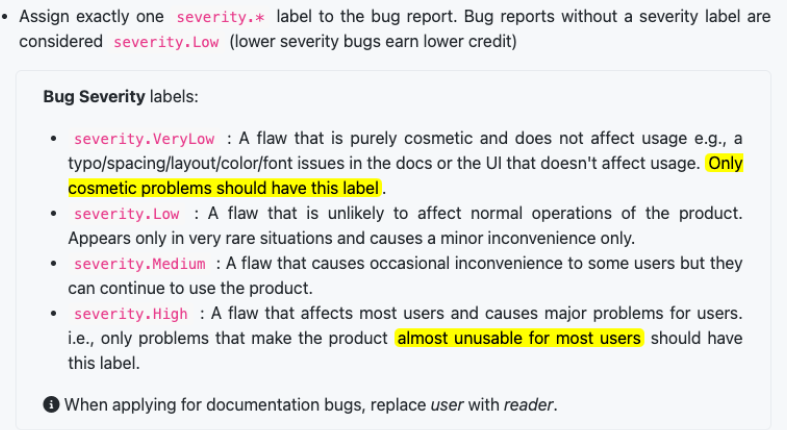 • Assign exactly one severity.* label to the bug report. Bug reports without a severity label are
considered severity.Low (lower severity bugs earn lower credit)
Bug Severity labels:
• severity.VeryLow : A flaw that is purely cosmetic and does not affect usage e.g., a
typo/spacing/layout/color/font issues in the docs or the UI that doesn't affect usage. Only
cosmetic problems should have this label.
• severity.Low : A flaw that is unlikely to affect normal operations of the product.
Appears only in very rare situations and causes a minor inconvenience only.
• severity.Medium : A flaw that causes occasional inconvenience to some users but they
can continue to use the product.
• severity.High : A flaw that affects most users and causes major problems for users.
i.e., only problems that make the product almost unusable for most users should have
this label.
When applying for documentation bugs, replace user with reader.